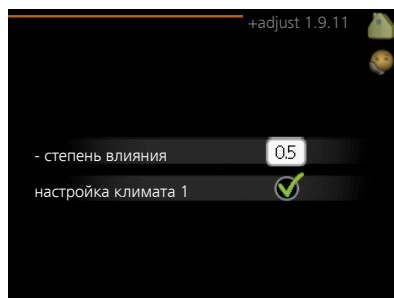 +adjust 1.9.11
- степень влияния 0.5
настройка климата 1